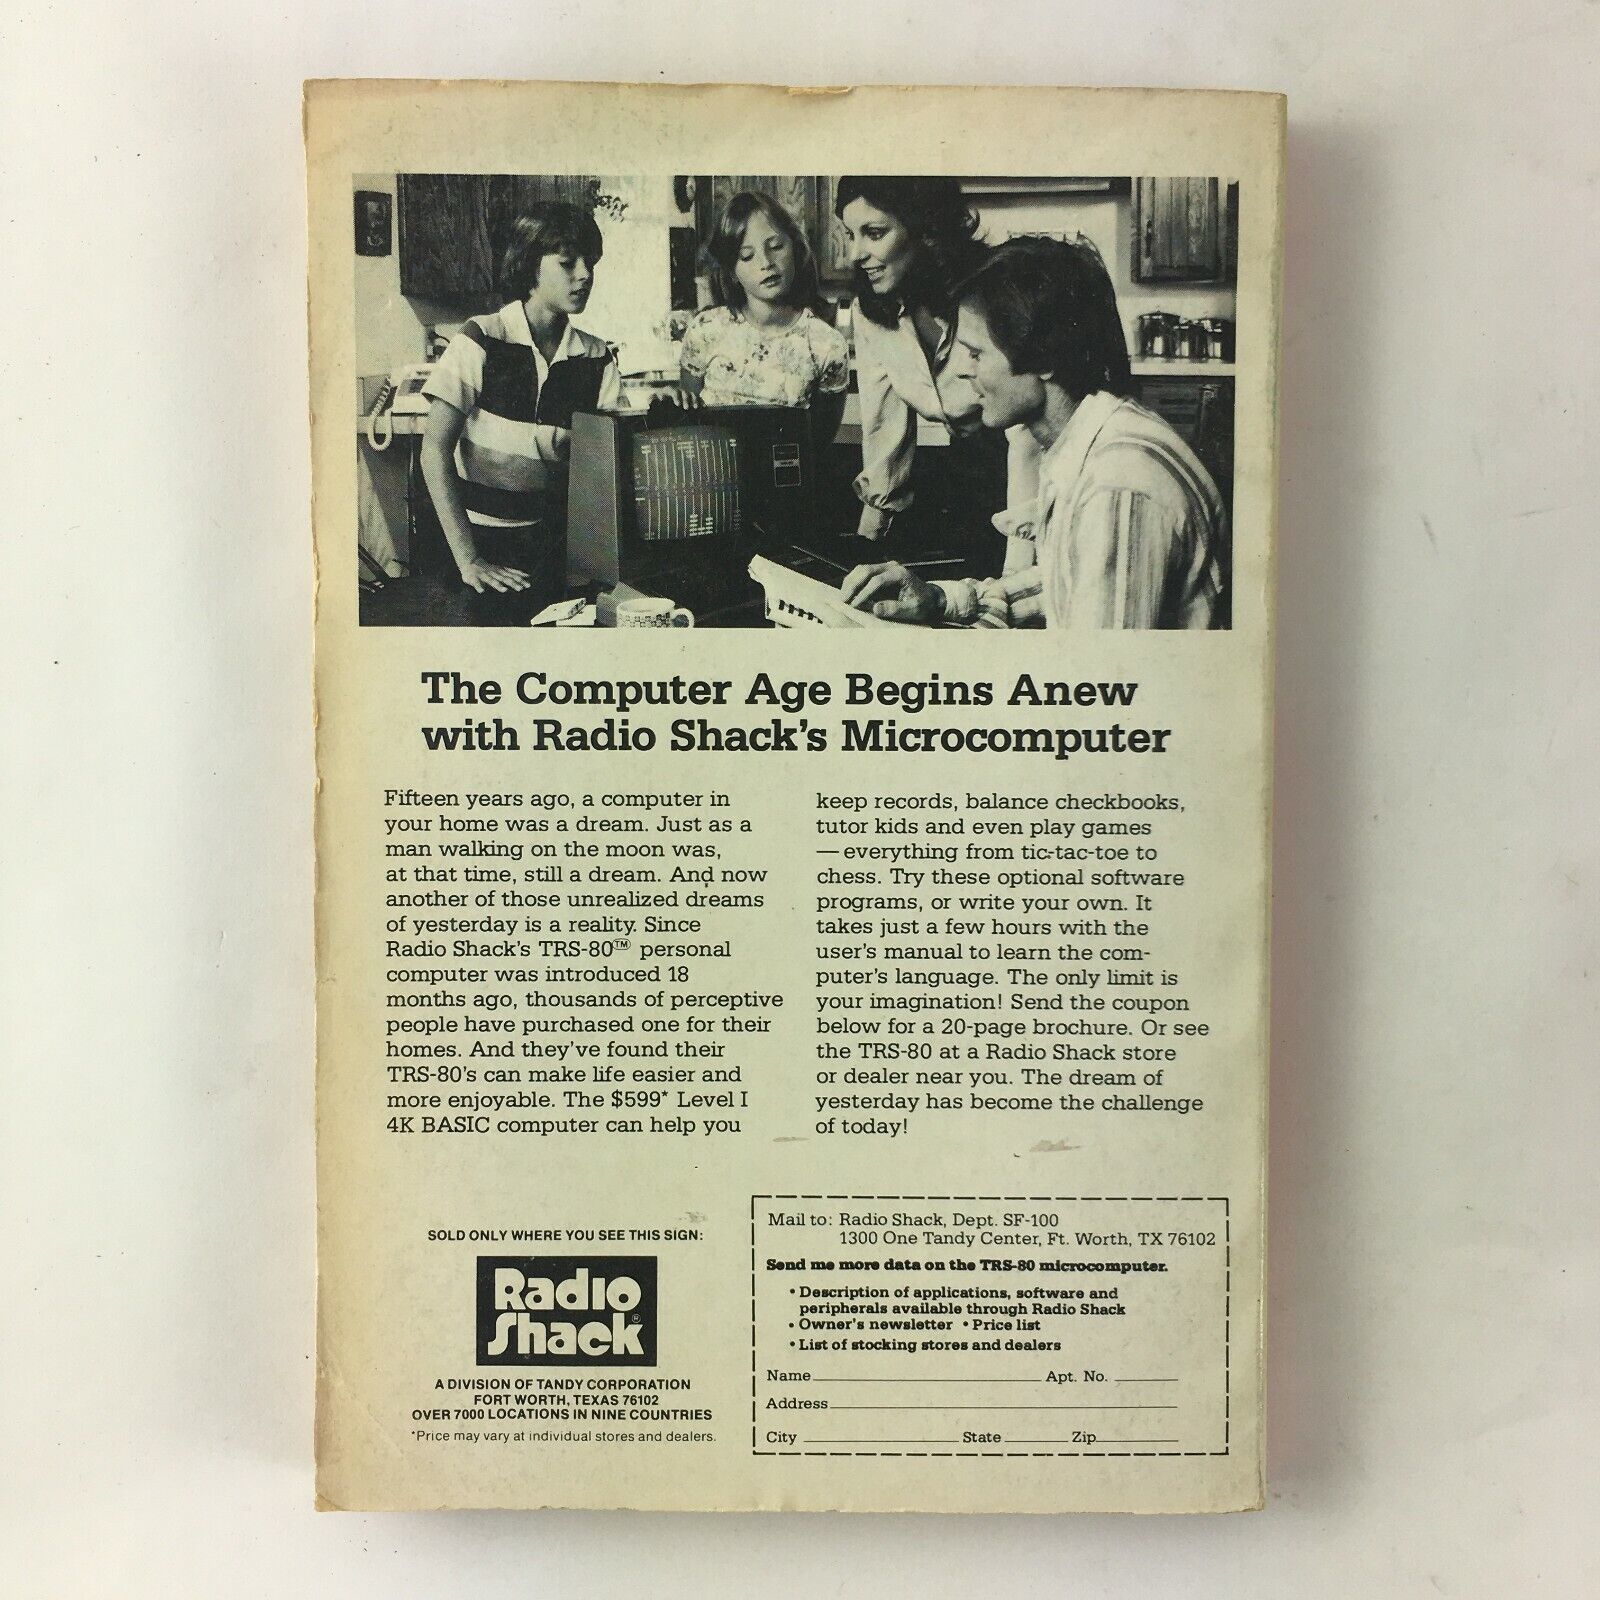 The Computer Age Begins Anew
with Radio Shack's Microcomputer
Fifteen years ago, a computer in
your home was a dream. Just as a
man walking on the moon was,
at that time, still a dream. And now
another of those unrealized dreams
of yesterday is a reality. Since
Radio Shack's TRS-80™ personal
computer was introduced 18
months ago, thousands of perceptive
people have purchased one for their
homes. And they've found their
TRS-80's can make life easier and
more enjoyable. The $599* Level I
4K BASIC computer can help you
keep records, balance checkbooks,
tutor kids and even play games
— everything from tic-tac-toe to
chess. Try these optional software
programs, or write your own. It
takes just a few hours with the
user's manual to learn the com-
puter's language. The only limit is
your imagination! Send the coupon
below for a 20-page brochure. Or see
the TRS-80 at a Radio Shack store
or dealer near you. The dream of
yesterday has become the challenge
of today!
SOLD ONLY WHERE YOU SEE THIS SIGN:
Radio
Shack®
A DIVISION OF TANDY CORPORATION
FORT WORTH, TEXAS 76102
OVER 7000 LOCATIONS IN NINE COUNTRIES
*Price may vary at individual stores and dealers.
Mail to: Radio Shack, Dept. SF-100
1300 One Tandy Center, Ft. Worth, TX 76102
Send me more data on the TRS-80 microcomputer.
• Description of applications, software and
peripherals available through Radio Shack
• Owner's newsletter • Price list
• List of stocking stores and dealers
Name Apt. No.
Address
City State Zip